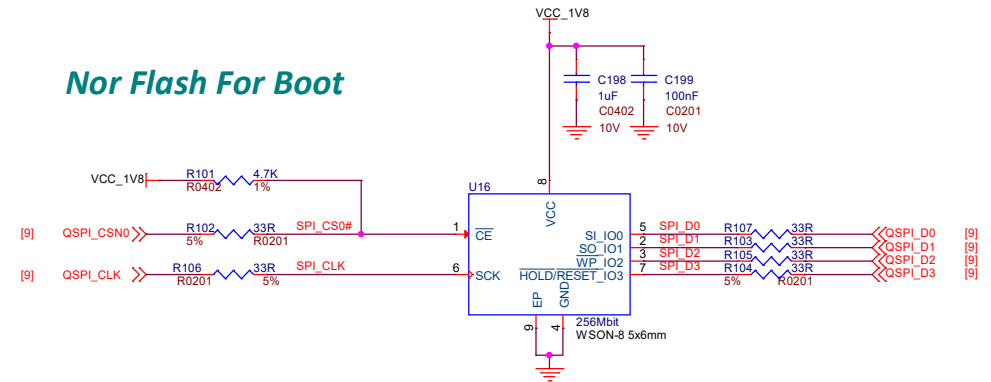 VCC_1V8
Nor Flash For Boot
C198
1uF
C0402
10V
C199
100nF
C0201
10V
VCC_1V8
R101 4.7K
R0402 1%
U16
8
VCC
[9] QSPI_CSN0 R102 33R SPI_CS0# 1 CE
5% R0201
[9] QSPI_CLK R106 33R SPI_CLK 6 SCK
R0201 5%
SI_IO0 5 SPI_D0 R107 33R QSPI_D0 [9]
SO_IO1 2 SPI_D1 R103 33R QSPI_D1 [9]
WP_IO2 3 SPI_D2 R105 33R QSPI_D2 [9]
HOLD/RESET_IO3 7 SPI_D3 R104 33R QSPI_D3 [9]
5% R0201
EP GND
9 4
256Mbit
WSON-8 5x6mm